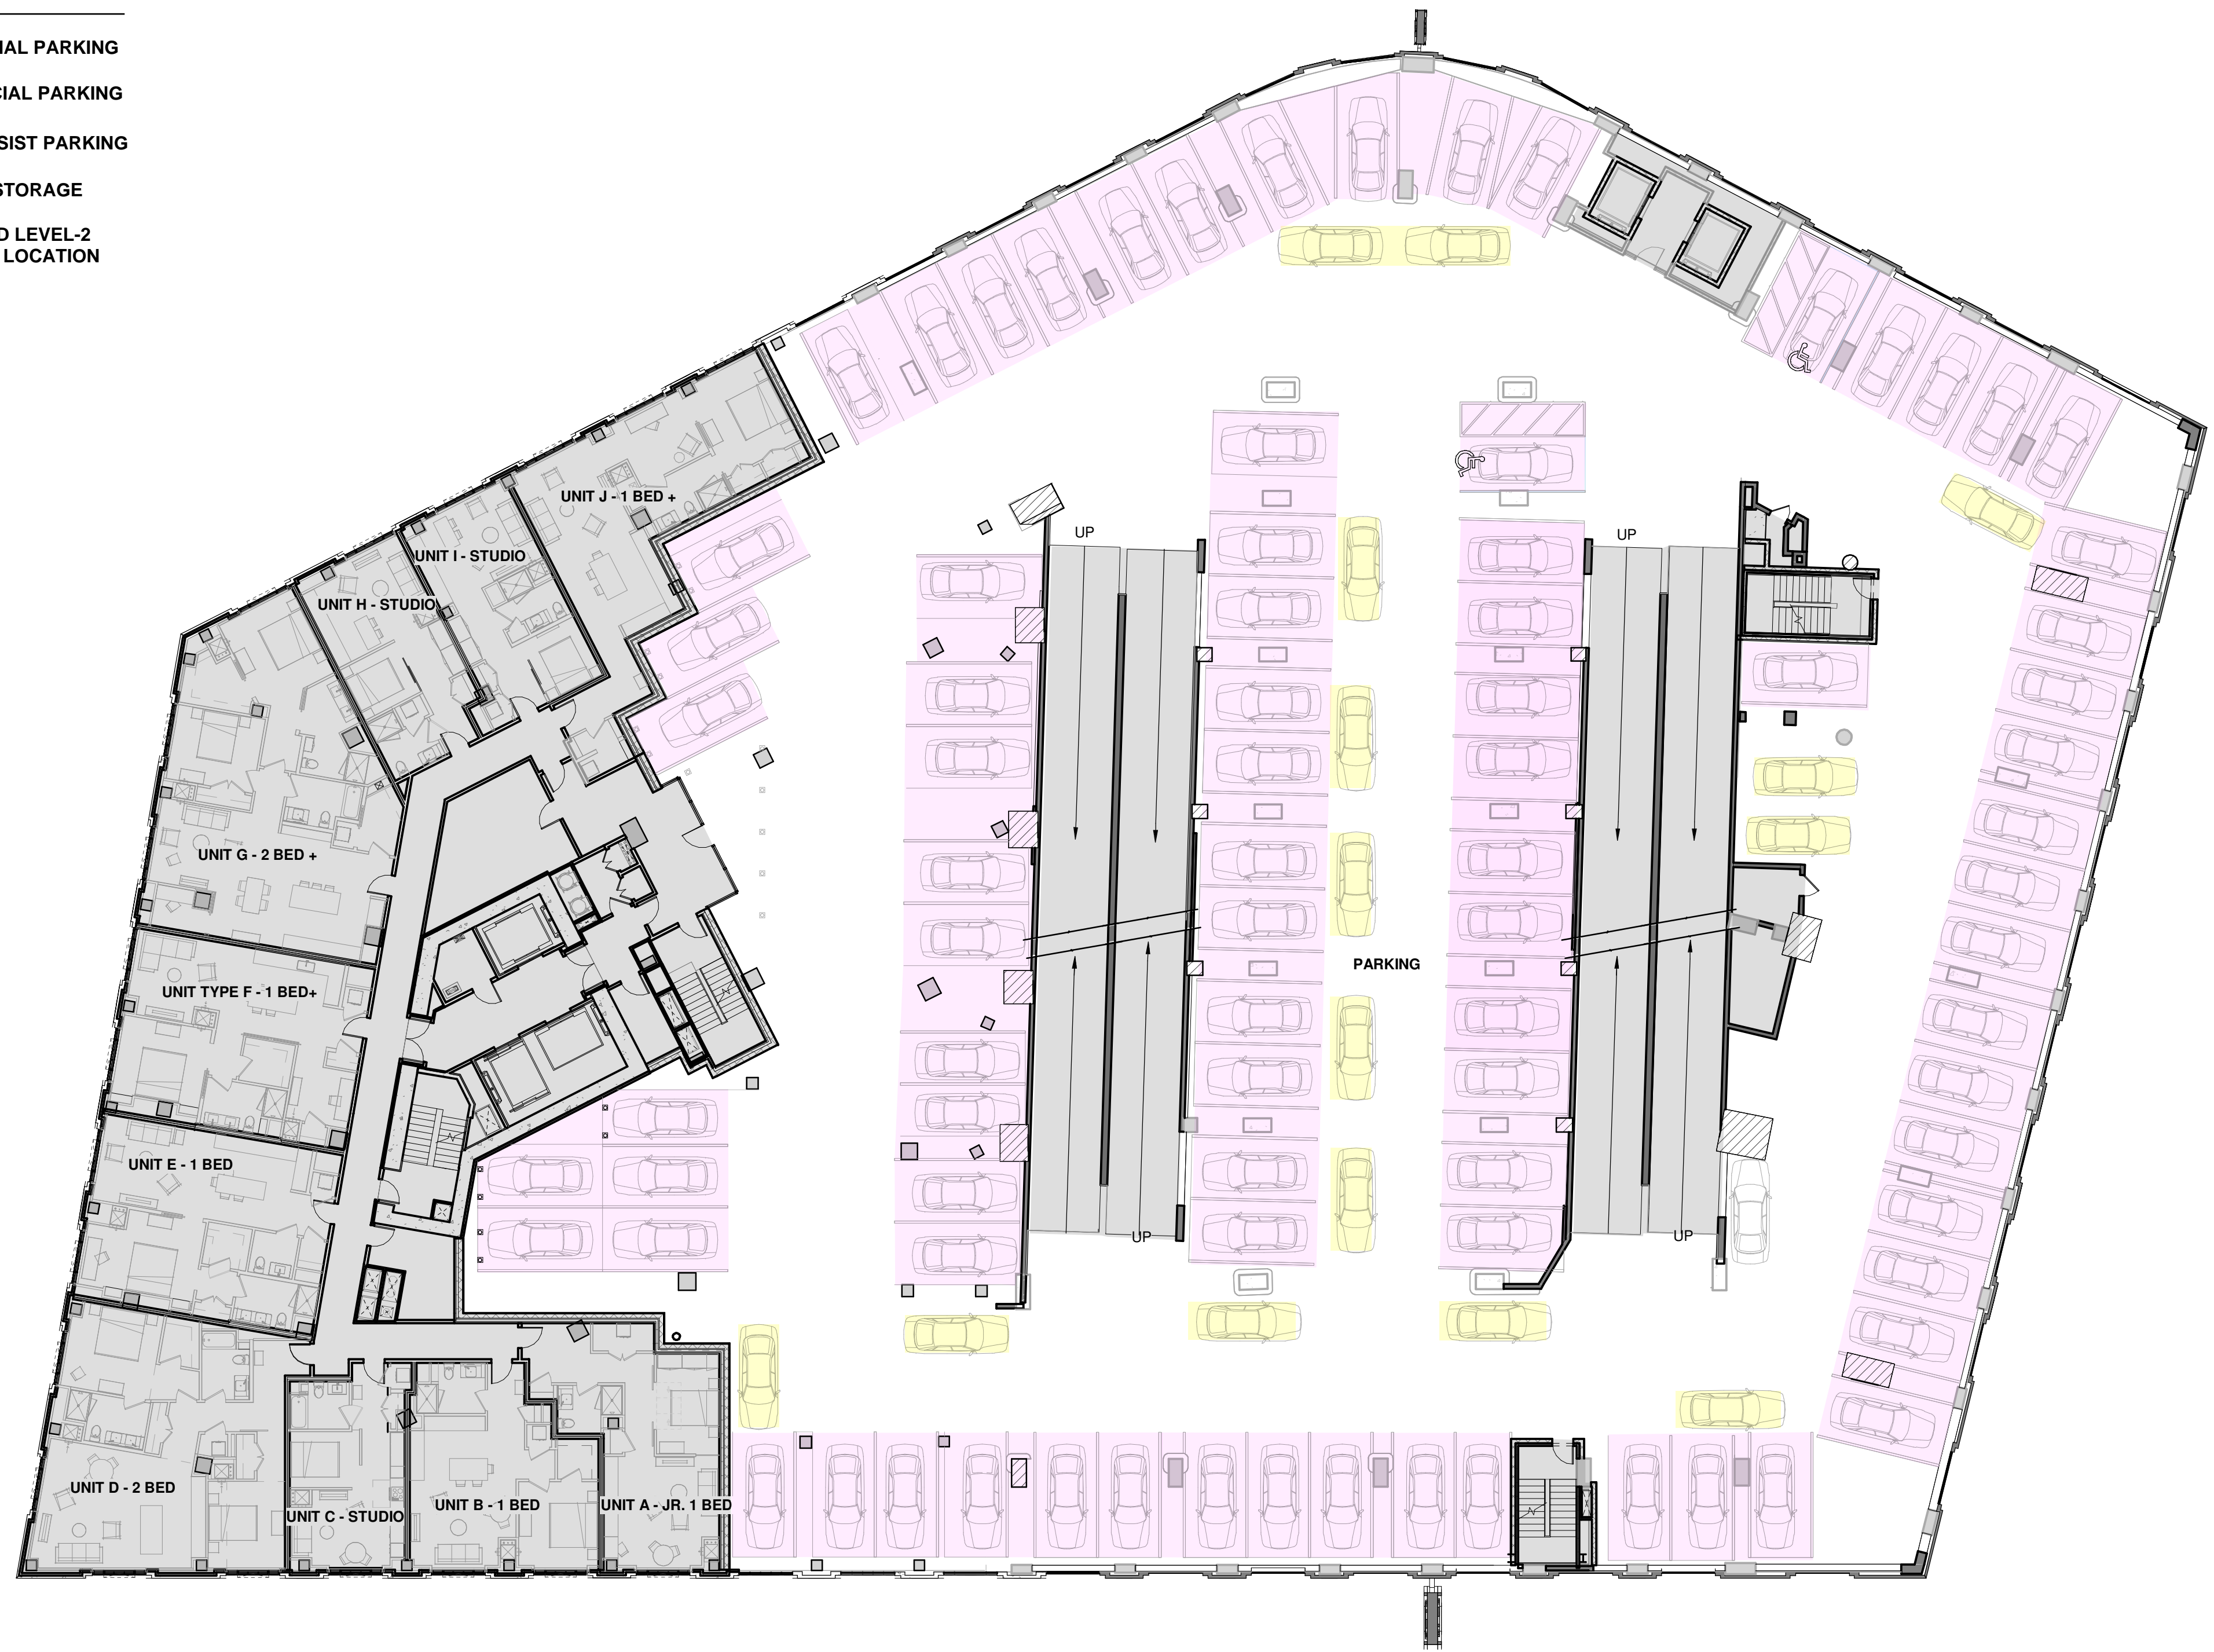 IAL PARKING
CIAL PARKING
SIST PARKING
STORAGE
D LEVEL-2
LOCATION
UNIT J - 1 BED +
UNIT I - STUDIO
UNIT H - STUDIO
UP
UP
UNIT G - 2 BED +
PARKING
UNIT TYPE F - 1 BED+
UNIT E - 1 BED
UP
UP
UNIT D - 2 BED
UNIT C - STUDIO
UNIT B - 1 BED
UNIT A - JR. 1 BED